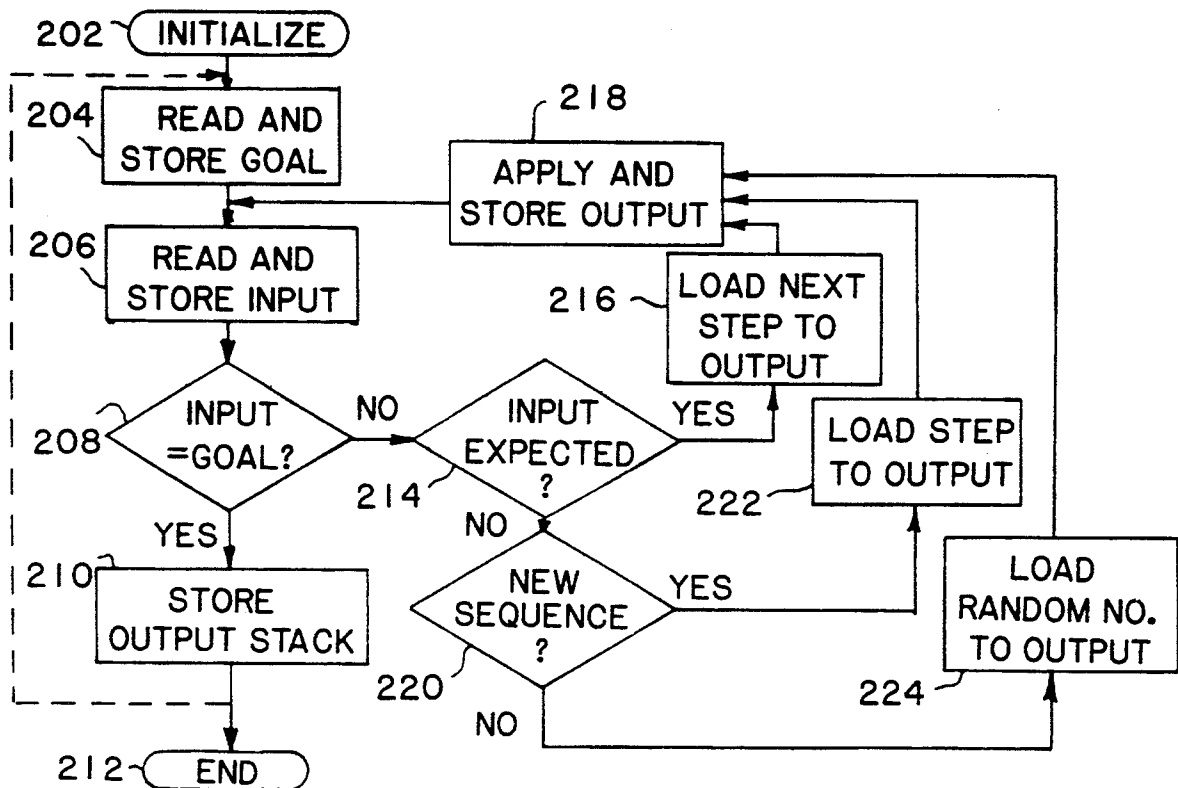 202
INITIALIZE
204
READ AND
STORE GOAL
218
APPLY AND
STORE OUTPUT
206
READ AND
STORE INPUT
216
LOAD NEXT
STEP TO
OUTPUT
208
INPUT
=GOAL?
NO
YES
214
INPUT
EXPECTED
?
YES
NO
222
LOAD STEP
TO OUTPUT
210
STORE
OUTPUT STACK
220
NEW
SEQUENCE
?
YES
NO
224
LOAD
RANDOM NO.
TO OUTPUT
212
END